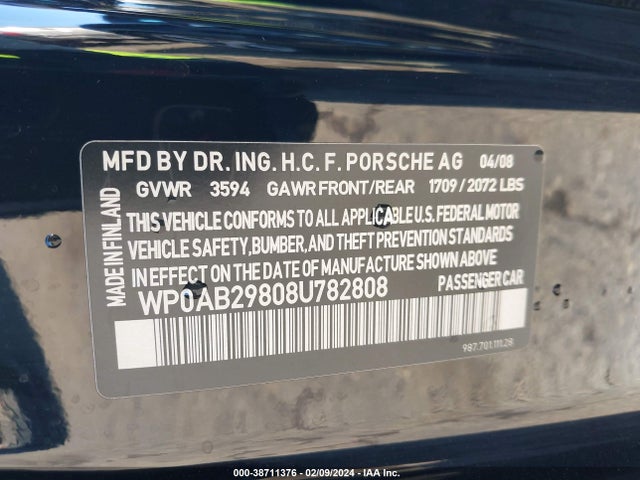 MFD BY DR. ING. H.C. F. PORSCHE AG 04/08
GVWR 3594 GAWR FRONT/REAR 1709 / 2072 LBS
MADE IN FINLAND
THIS VEHICLE CONFORMS TO ALL APPLICABLE U.S. FEDERAL MOTOR
VEHICLE SAFETY, BUMBER, AND THEFT PREVENTION STANDARDS
IN EFFECT ON THE DATE OF MANUFACTURE SHOWN ABOVE.
WP0AB29808U782808 PASSENGER CAR
987.701.111.28
000-38711376 | 02/09/2024 - IAA Inc.